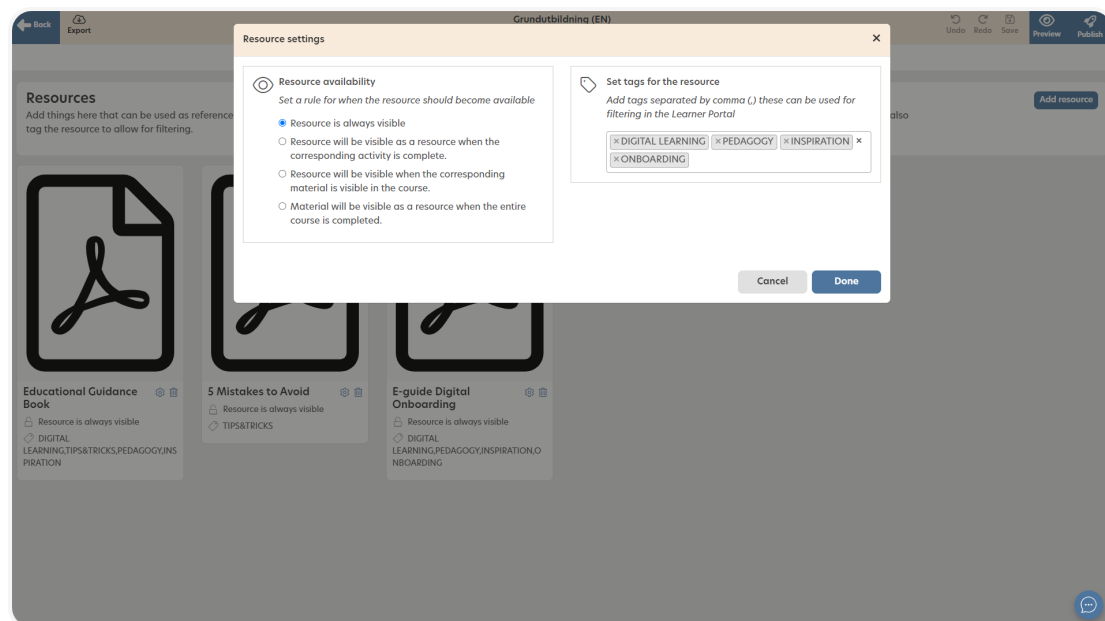 Back
Export
Grundutbildning (EN)
Undo Redo Save Preview Publish
Resource settings ×
Resource availability
Set a rule for when the resource should become available
Resource is always visible
Resource will be visible as a resource when the
corresponding activity is complete.
Resource will be visible when the corresponding
material is visible in the course.
Material will be visible as a resource when the entire
course is completed.
Set tags for the resource
Add tags separated by comma (,) these can be used for
filtering in the Learner Portal
×DIGITAL LEARNING ×PEDAGOGY ×INSPIRATION ×
×ONBOARDING
Cancel Done
Resources
Add things here that can be used as reference
also
tag the resource to allow for filtering.
Add resource
Educational Guidance
Book
Resource is always visible
DIGITAL
LEARNING,TIPS&TRICKS,PEDAGOGY,INS
PIRATION
5 Mistakes to Avoid
Resource is always visible
TIPS&TRICKS
E-guide Digital
Onboarding
Resource is always visible
DIGITAL
LEARNING,PEDAGOGY,INSPIRATION,O
NBOARDING